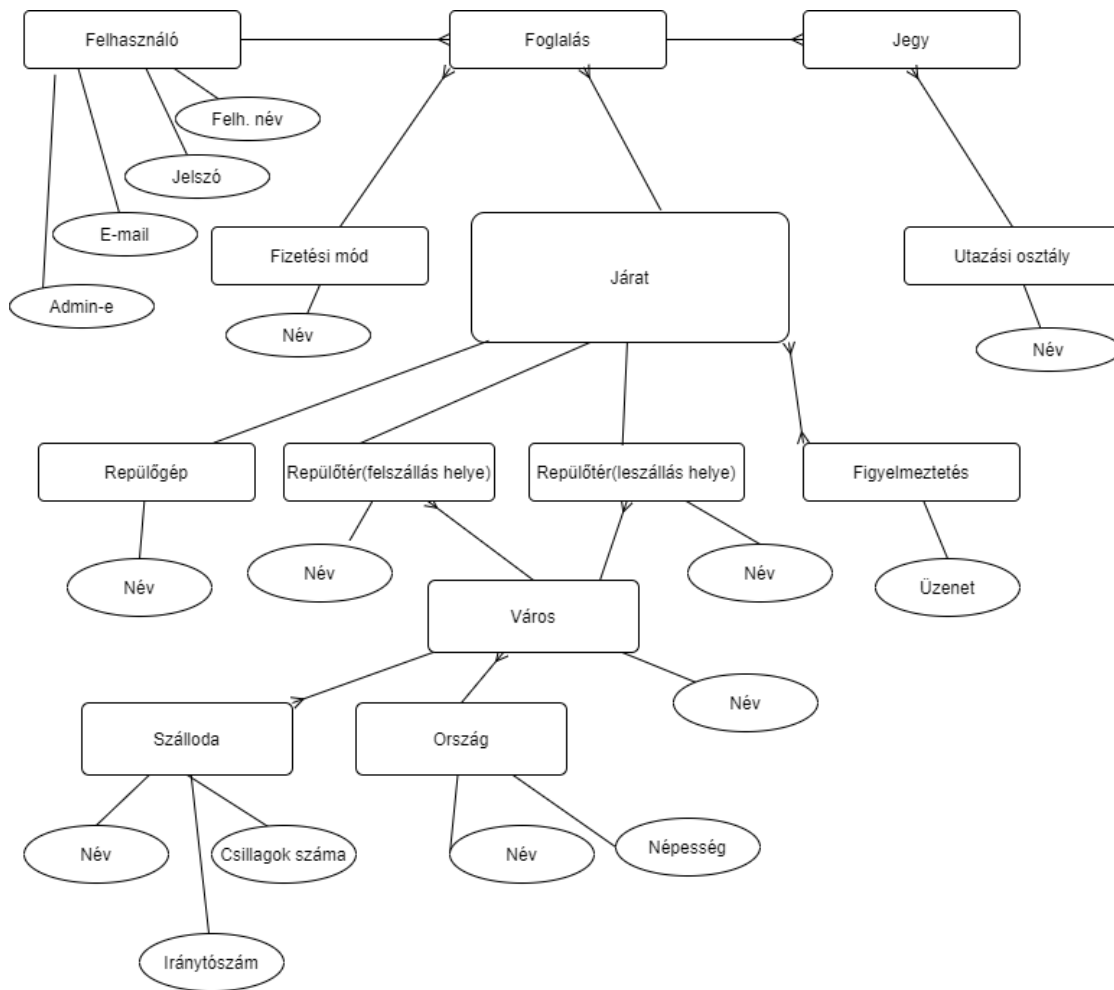 Felhasználó
Foglalás
Jegy
Felh. név
Jelszó
E-mail
Admin-e
Fizetési mód
Név
Járat
Utazási osztály
Név
Repülőgép
Repülőtér(felszállás helye)
Repülőtér(leszállás helye)
Figyelmeztetés
Név
Név
Név
Üzenet
Város
Név
Szálloda
Ország
Név
Csillagok száma
Név
Népesség
Iránytószám